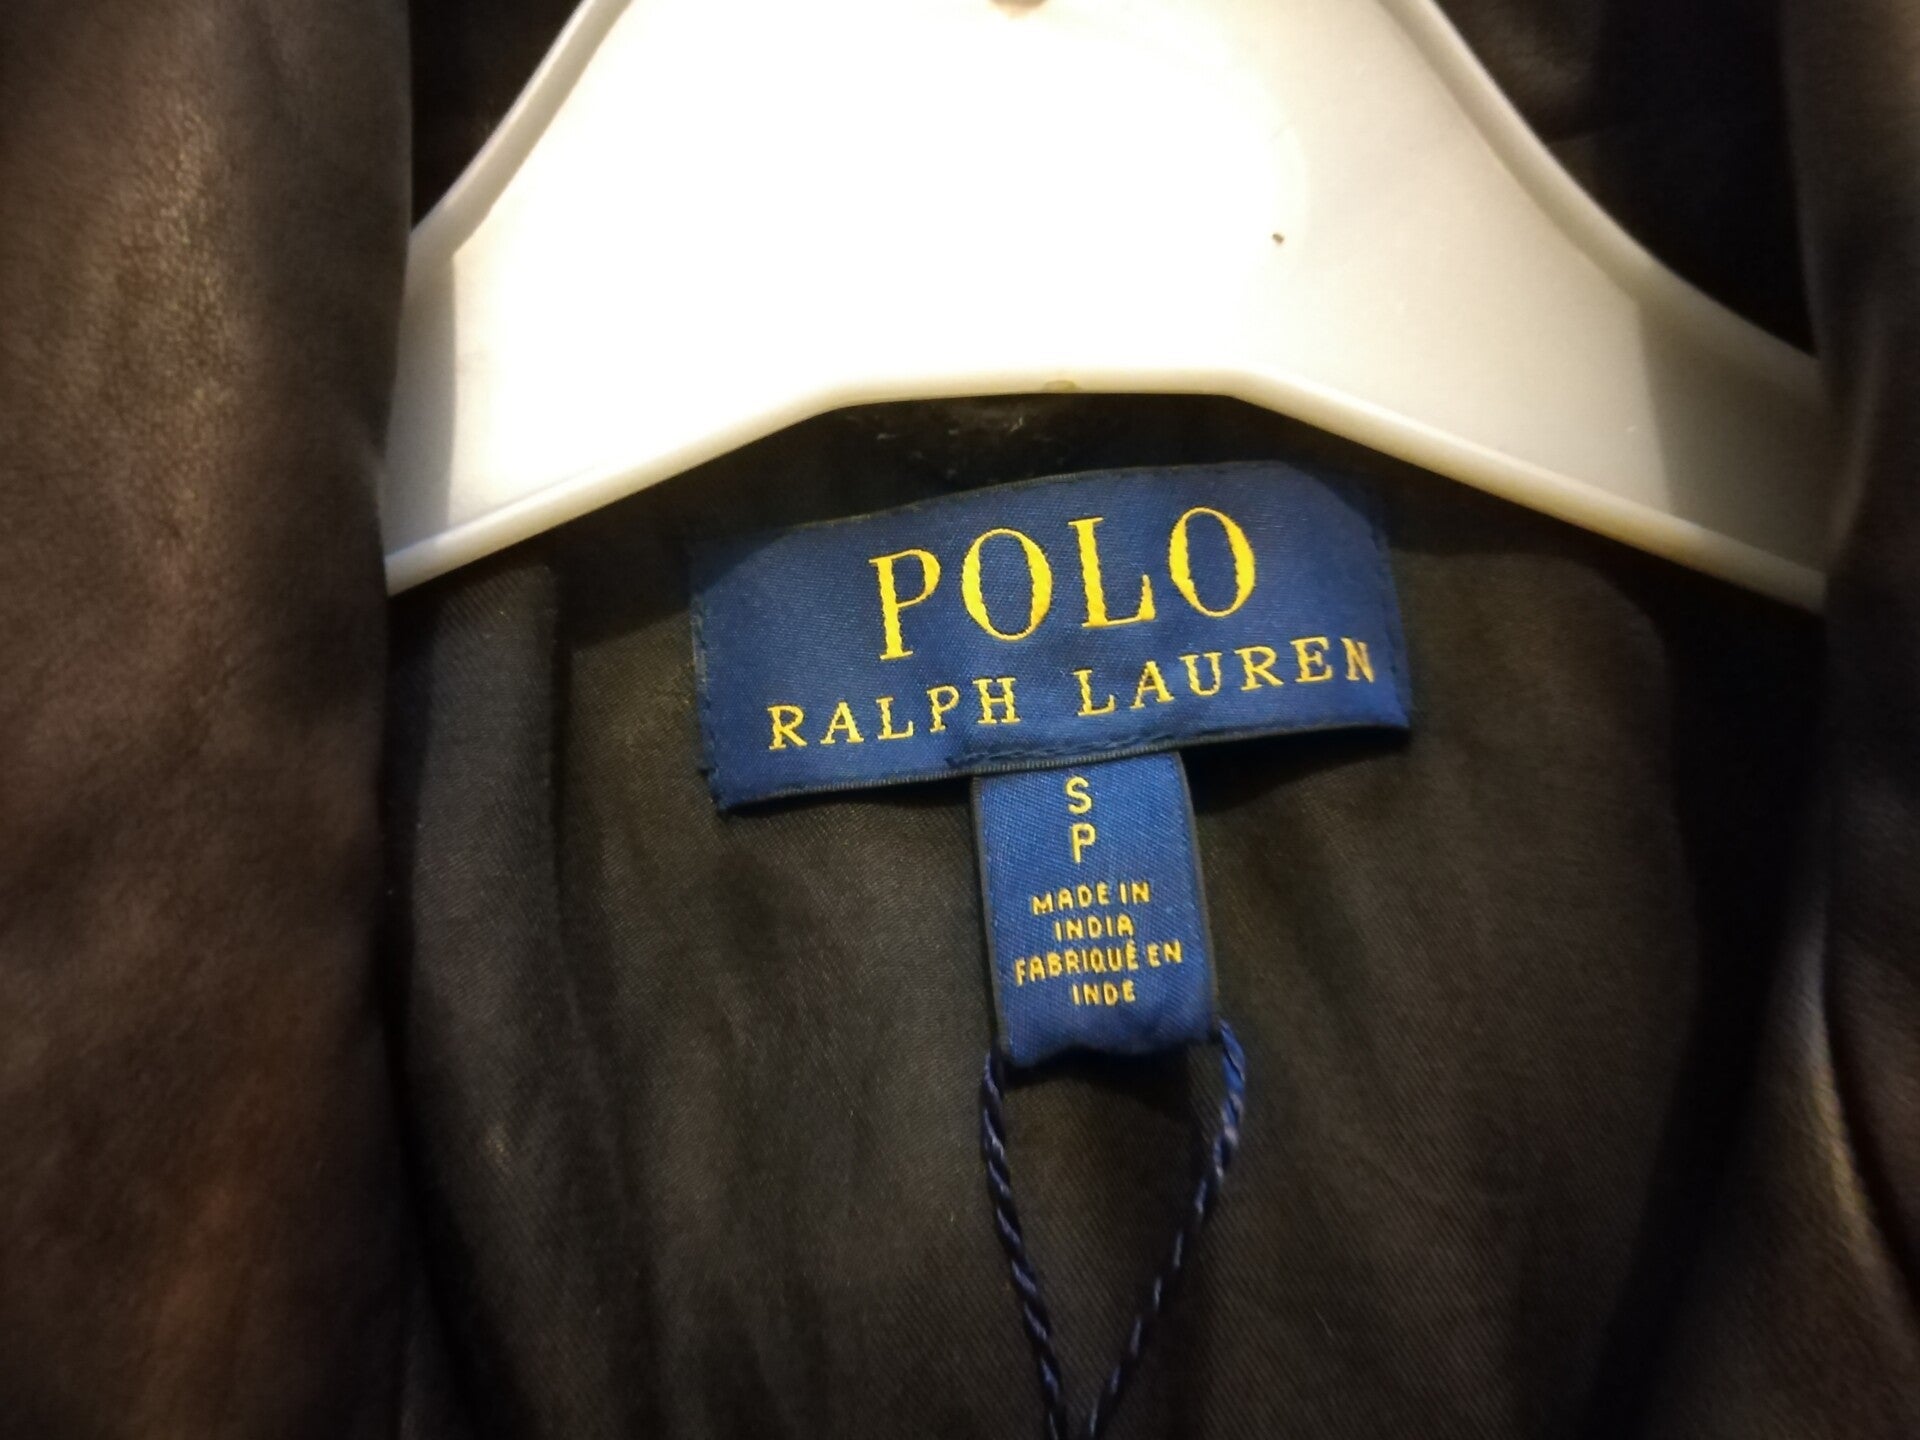 POLO
RALPH LAUREN
S
P
MADE IN
INDIA
FABRIQUÉ EN
INDE